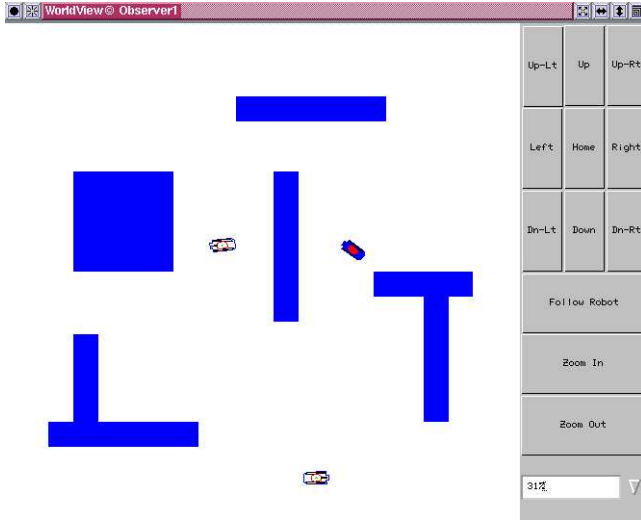 WorldView© Observer1
Up-Lt Up Up-Rt
Left Home Right
Dn-Lt Down Dn-Rt
Follow Robot
Zoom In
Zoom Out
31%